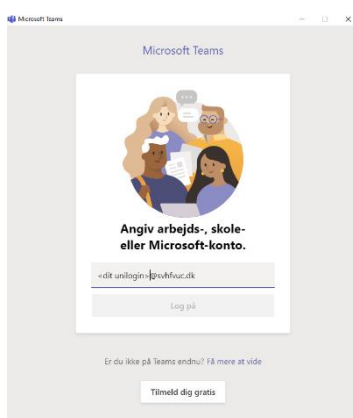 Microsoft Teams
Microsoft Teams
Angiv arbejds-, skole-
eller Microsoft-konto.
<dit unilogin>@svhfvuc.dk
Log på
Er du ikke på Teams endnu? Få mere at vide
Tilmeld dig gratis